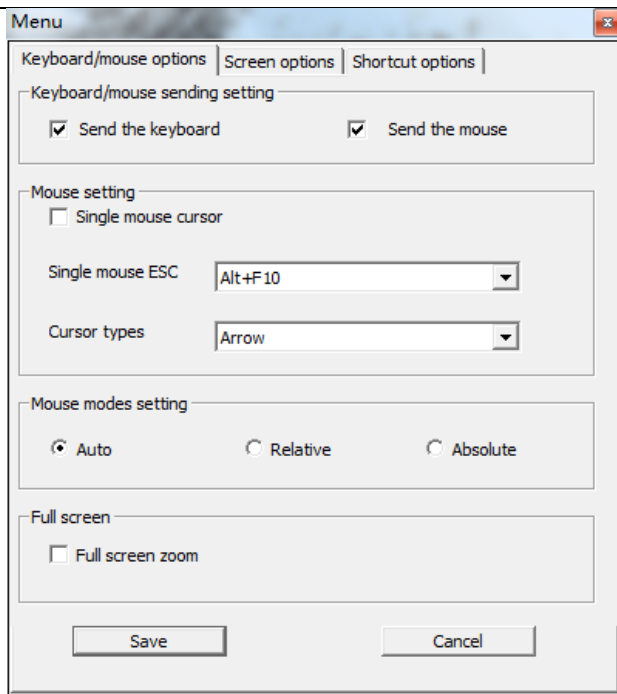 Menu
Keyboard/mouse options Screen options Shortcut options
Keyboard/mouse sending setting
Send the keyboard Send the mouse
Mouse setting
Single mouse cursor
Single mouse ESC Alt+F10
Cursor types Arrow
Mouse modes setting
Auto Relative Absolute
Full screen
Full screen zoom
Save Cancel